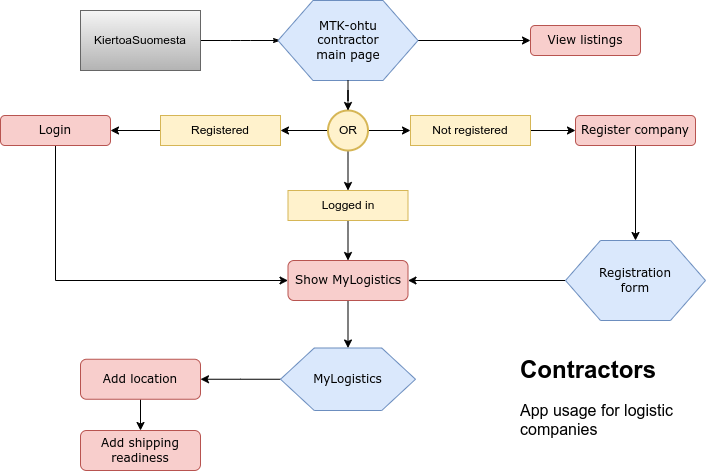 KiertoaSuomesta
MTK-ohtu
contractor
main page
View listings
Login
Registered
OR
Not registered
Register company
Logged in
Show MyLogistics
Registration
form
MyLogistics
Add location
Add shipping
readiness
Contractors
App usage for logistic
companies